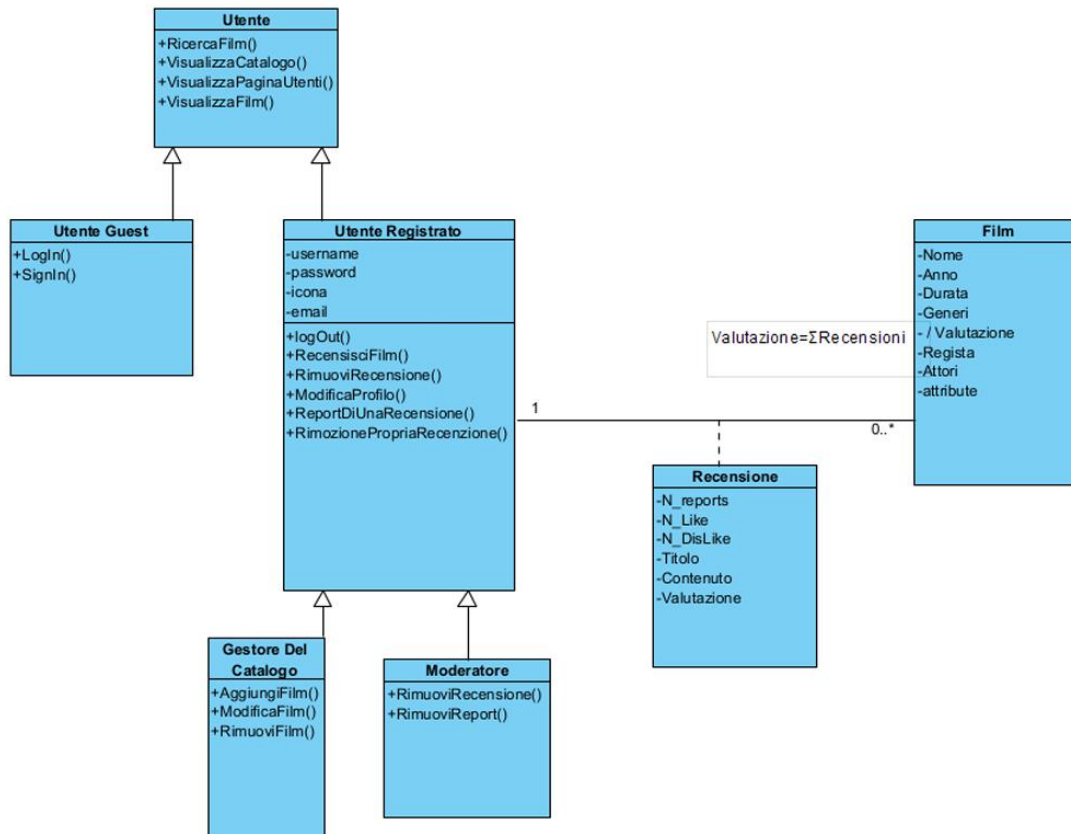 Utente
+RicercaFilm()
+VisualizzaCatalogo()
+VisualizzaPaginaUtenti()
+VisualizzaFilm()
Utente Guest
+LogIn()
+SignIn()
Utente Registrato
-username
-password
-icona
-email
+logOut()
+RecensisciFilm()
+RimuoviRecensione()
+ModificaProfilo()
+ReportDiUnaRecensione()
+RimozionePropriaRecenzione()
Valutazione=ΣRecensioni
Film
-Nome
-Anno
-Durata
-Generi
- / Valutazione
-Regista
-Attori
-attribute
1
0..*
Recensione
-N_reports
-N_Like
-N_DisLike
-Titolo
-Contenuto
-Valutazione
Gestore Del
Catalogo
+AggiungiFilm()
+ModificaFilm()
+RimuoviFilm()
Moderatore
+RimuoviRecensione()
+RimuoviReport()